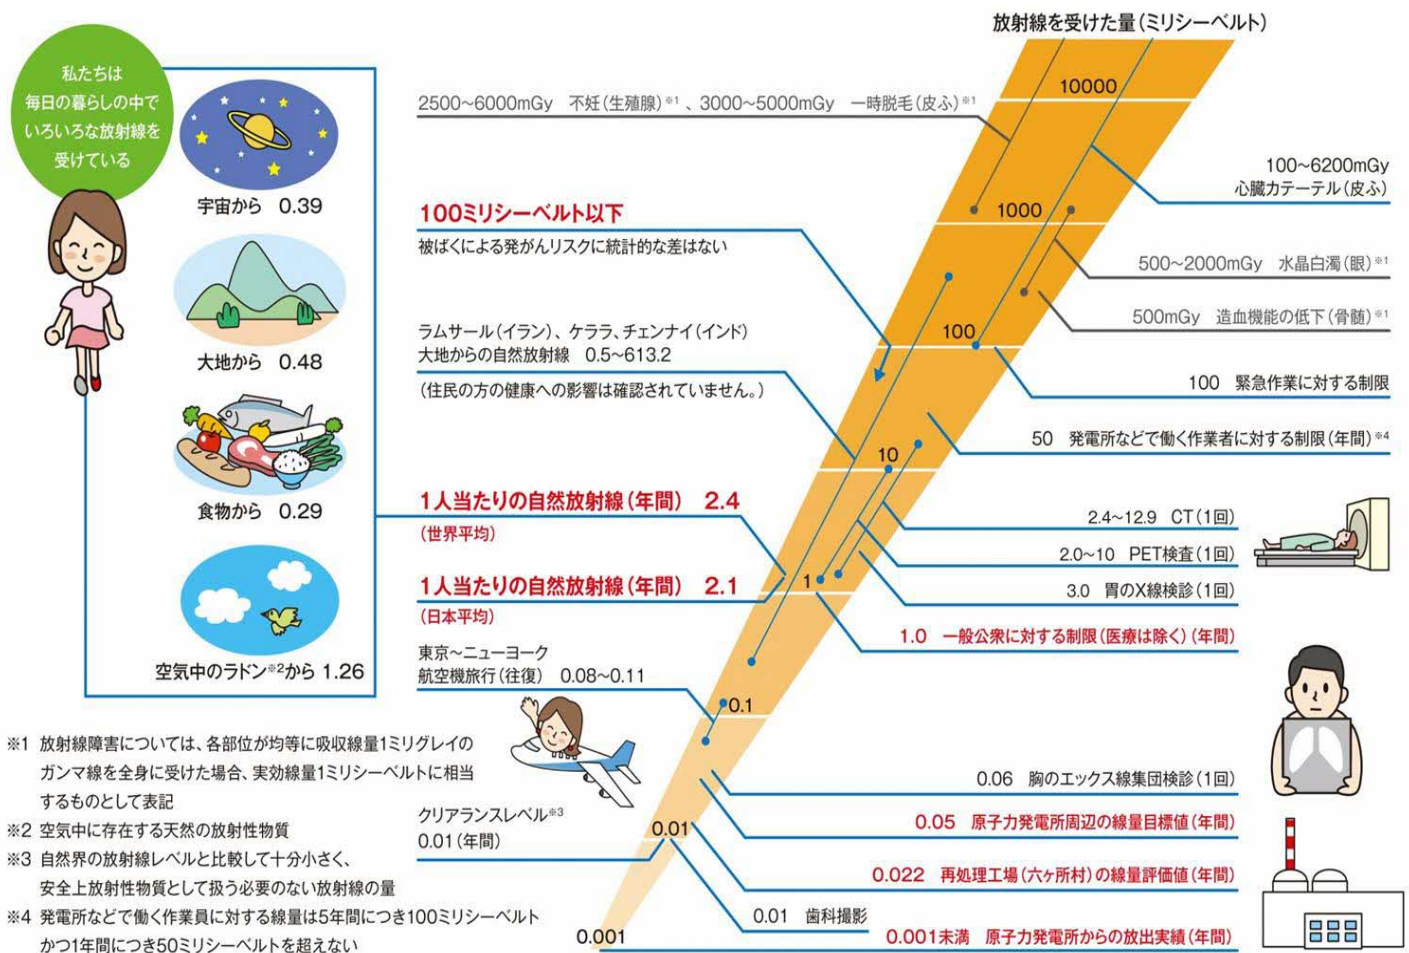 放射線を受けた量(ミリシーベルト)
私たちは
毎日の暮らしの中で
いろいろな放射線を
受けている
宇宙から 0.39
大地から 0.48
食物から 0.29
空気中のラドン※2から 1.26
2500~6000mGy 不妊(生殖腺)※1、3000~5000mGy 一時脱毛(皮ふ)※1
100ミリシーベルト以下
被ばくによる発がんリスクに統計的な差はない
ラムサール(イラン)、ケララ、チェンナイ(インド)
大地からの自然放射線 0.5~613.2
(住民の方の健康への影響は確認されていません。)
1人当たりの自然放射線(年間) 2.4
(世界平均)
1人当たりの自然放射線(年間) 2.1
(日本平均)
東京~ニューヨーク
航空機旅行(往復) 0.08~0.11
クリアランスレベル※3
0.01(年間)
10000
1000
100
10
1
0.1
0.01
0.001
100~6200mGy
心臓カテーテル(皮ふ)
500~2000mGy 水晶白濁(眼)※1
500mGy 造血機能の低下(骨髄)※1
100 緊急作業に対する制限
50 発電所などで働く作業者に対する制限(年間)※4
2.4~12.9 CT(1回)
2.0~10 PET検査(1回)
3.0 胃のX線検診(1回)
1.0 一般公衆に対する制限(医療は除く)(年間)
0.06 胸のエックス線集団検診(1回)
0.05 原子力発電所周辺の線量目標値(年間)
0.022 再処理工場(六ヶ所村)の線量評価値(年間)
0.01 歯科撮影
0.001未満 原子力発電所からの放出実績(年間)
※1 放射線障害については、各部位が均等に吸収線量1ミリグレイの
ガンマ線を全身に受けた場合、実効線量1ミリシーベルトに相当
するものとして表記
※2 空気中に存在する天然の放射性物質
※3 自然界の放射線レベルと比較して十分小さく、
安全上放射性物質として扱う必要のない放射線の量
※4 発電所などで働く作業員に対する線量は5年間につき100ミリシーベルト
かつ1年間につき50ミリシーベルトを超えない